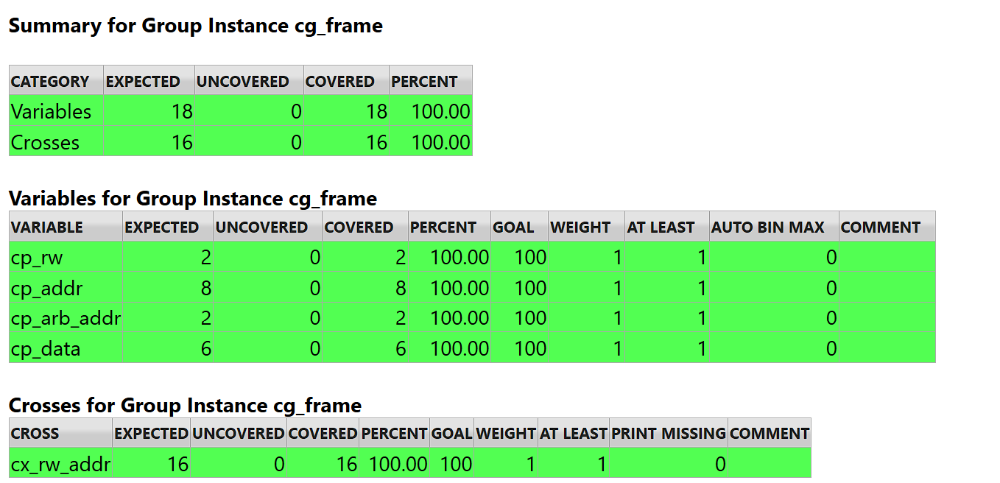 Summary for Group Instance cg_frame
CATEGORY EXPECTED UNCOVERED COVERED PERCENT
Variables 18 0 18 100.00
Crosses 16 0 16 100.00
Variables for Group Instance cg_frame
VARIABLE EXPECTED UNCOVERED COVERED PERCENT GOAL WEIGHT AT LEAST AUTO BIN MAX COMMENT
cp_rw 2 0 2 100.00 100 1 1 0
cp_addr 8 0 8 100.00 100 1 1 0
cp_arb_addr 2 0 2 100.00 100 1 1 0
cp_data 6 0 6 100.00 100 1 1 0
Crosses for Group Instance cg_frame
CROSS EXPECTED UNCOVERED COVERED PERCENT GOAL WEIGHT AT LEAST PRINT MISSING COMMENT
cx_rw_addr 16 0 16 100.00 100 1 1 0